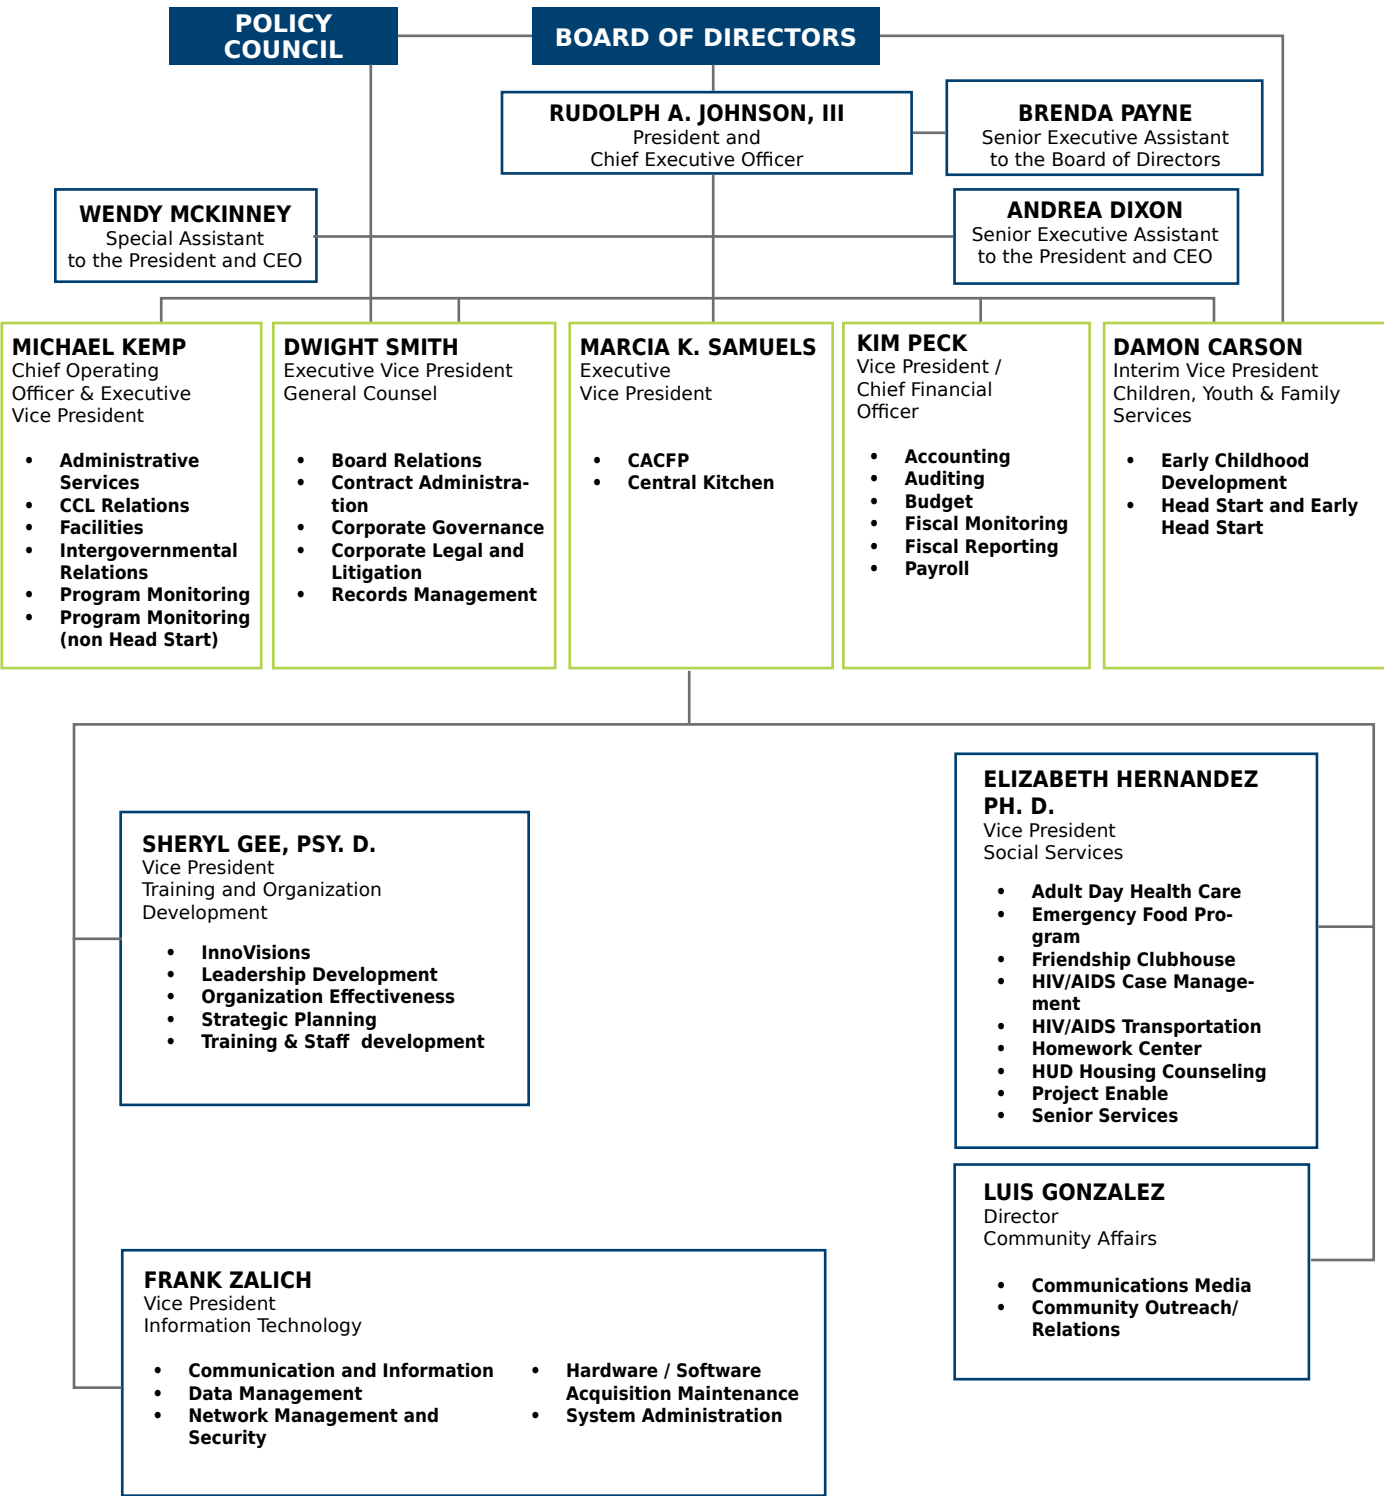 POLICY
COUNCIL
BOARD OF DIRECTORS
RUDOLPH A. JOHNSON, III
President and
Chief Executive Officer
BRENDA PAYNE
Senior Executive Assistant
to the Board of Directors
WENDY MCKINNEY
Special Assistant
to the President and CEO
ANDREA DIXON
Senior Executive Assistant
to the President and CEO
MICHAEL KEMP
Chief Operating
Officer & Executive
Vice President
• Administrative
Services
• CCL Relations
• Facilities
• Intergovernmental
Relations
• Program Monitoring
• Program Monitoring
(non Head Start)
DWIGHT SMITH
Executive Vice President
General Counsel
• Board Relations
• Contract Administra-
tion
• Corporate Governance
• Corporate Legal and
Litigation
• Records Management
MARCIA K. SAMUELS
Executive
Vice President
• CACFP
• Central Kitchen
KIM PECK
Vice President /
Chief Financial
Officer
• Accounting
• Auditing
• Budget
• Fiscal Monitoring
• Fiscal Reporting
• Payroll
DAMON CARSON
Interim Vice President
Children, Youth & Family
Services
• Early Childhood
Development
• Head Start and Early
Head Start
SHERYL GEE, PSY. D.
Vice President
Training and Organization
Development
• InnoVisions
• Leadership Development
• Organization Effectiveness
• Strategic Planning
• Training & Staff development
ELIZABETH HERNANDEZ
PH. D.
Vice President
Social Services
• Adult Day Health Care
• Emergency Food Pro-
gram
• Friendship Clubhouse
• HIV/AIDS Case Manage-
ment
• HIV/AIDS Transportation
• Homework Center
• HUD Housing Counseling
• Project Enable
• Senior Services
LUIS GONZALEZ
Director
Community Affairs
• Communications Media
• Community Outreach/
Relations
FRANK ZALICH
Vice President
Information Technology
• Communication and Information
• Data Management
• Network Management and
Security
• Hardware / Software
Acquisition Maintenance
• System Administration